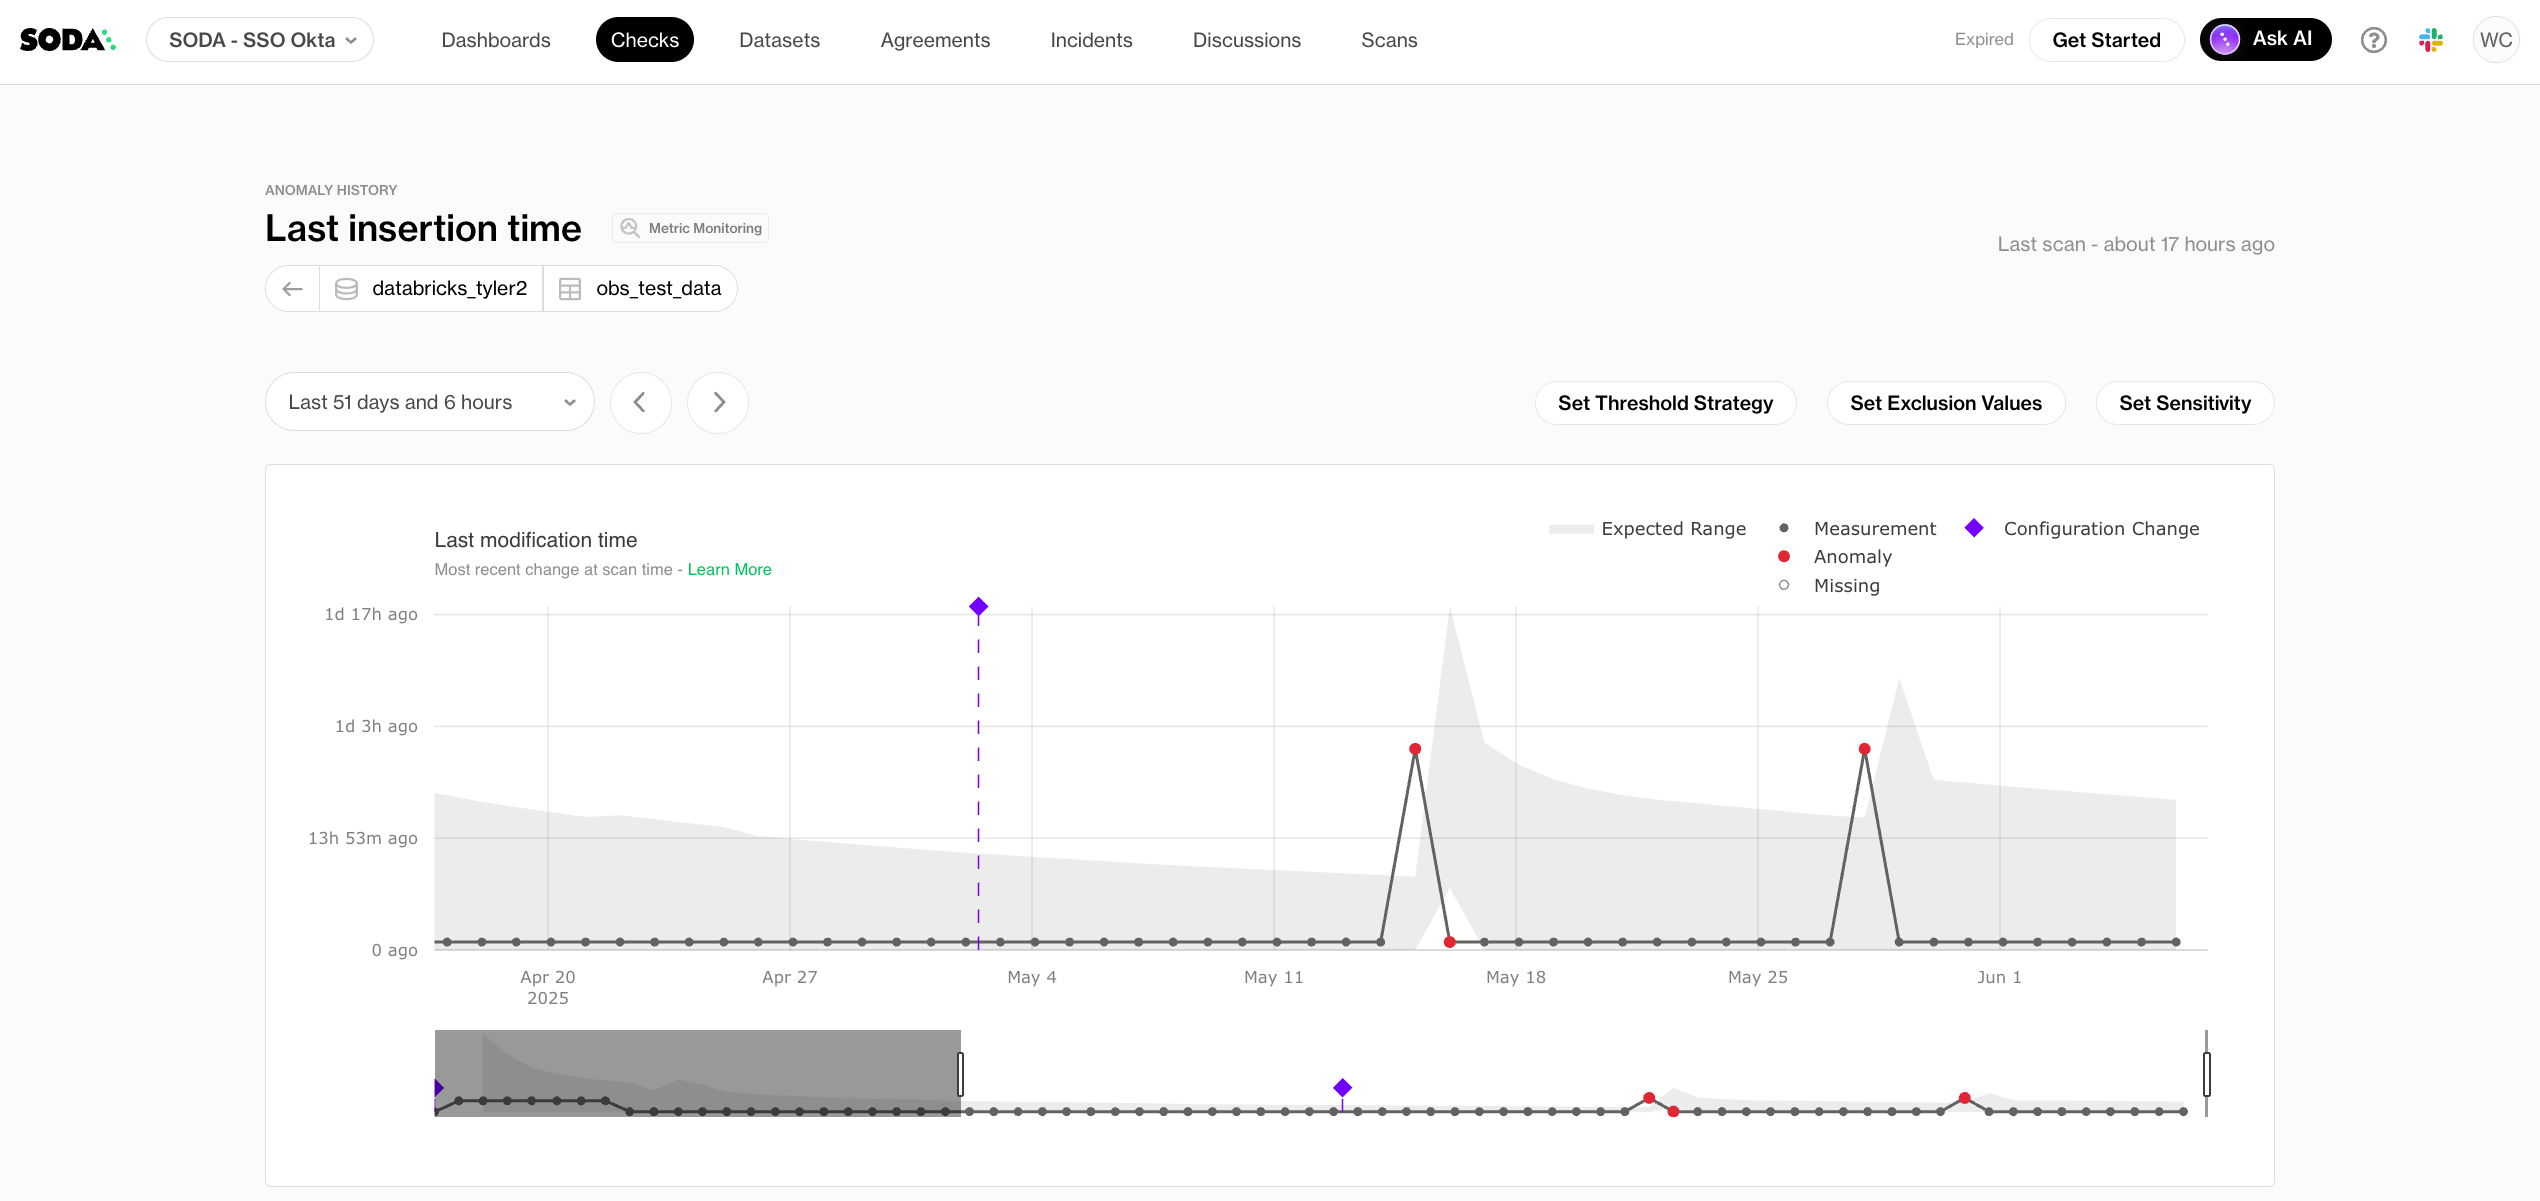 SODA
SODA - SSO Okta
Dashboards
Checks
Datasets
Agreements
Incidents
Discussions
Scans
Expired
Get Started
Ask AI
?
WC
ANOMALY HISTORY
Last insertion time
Metric Monitoring
Last scan - about 17 hours ago
databricks_tyler2
obs_test_data
Last 51 days and 6 hours
Set Threshold Strategy
Set Exclusion Values
Set Sensitivity
Last modification time
Most recent change at scan time - Learn More
Expected Range
Measurement
Configuration Change
Anomaly
Missing
1d 17h ago
1d 3h ago
13h 53m ago
0 ago
Apr 20
2025
Apr 27
May 4
May 11
May 18
May 25
Jun 1